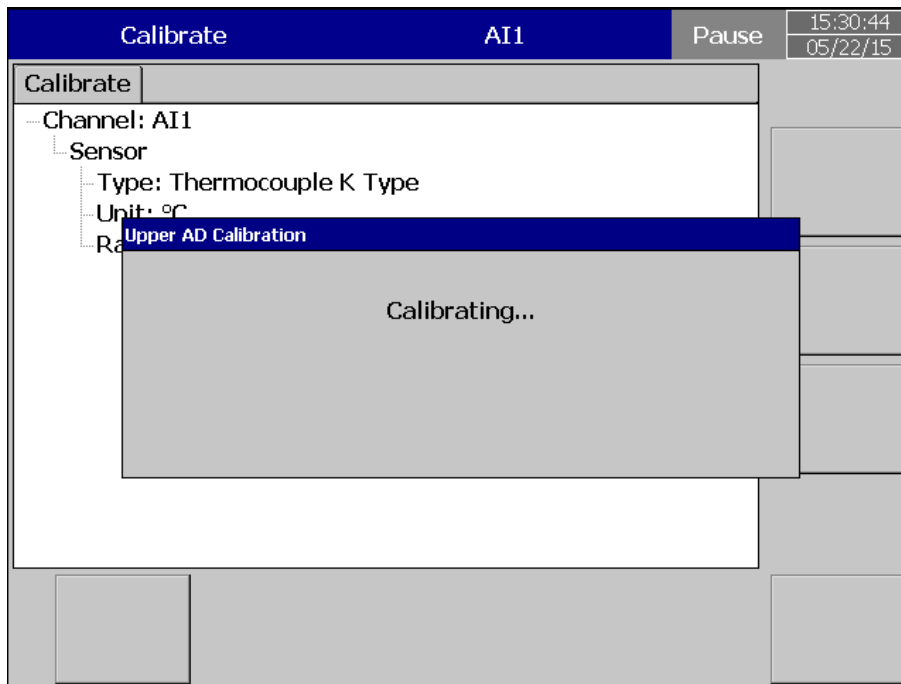 Calibrate AI1 Pause 15:30:44
05/22/15
Calibrate
Channel: AI1
Sensor
Type: Thermocouple K Type
Unit: °C
Ra
Upper AD Calibration
Calibrating...